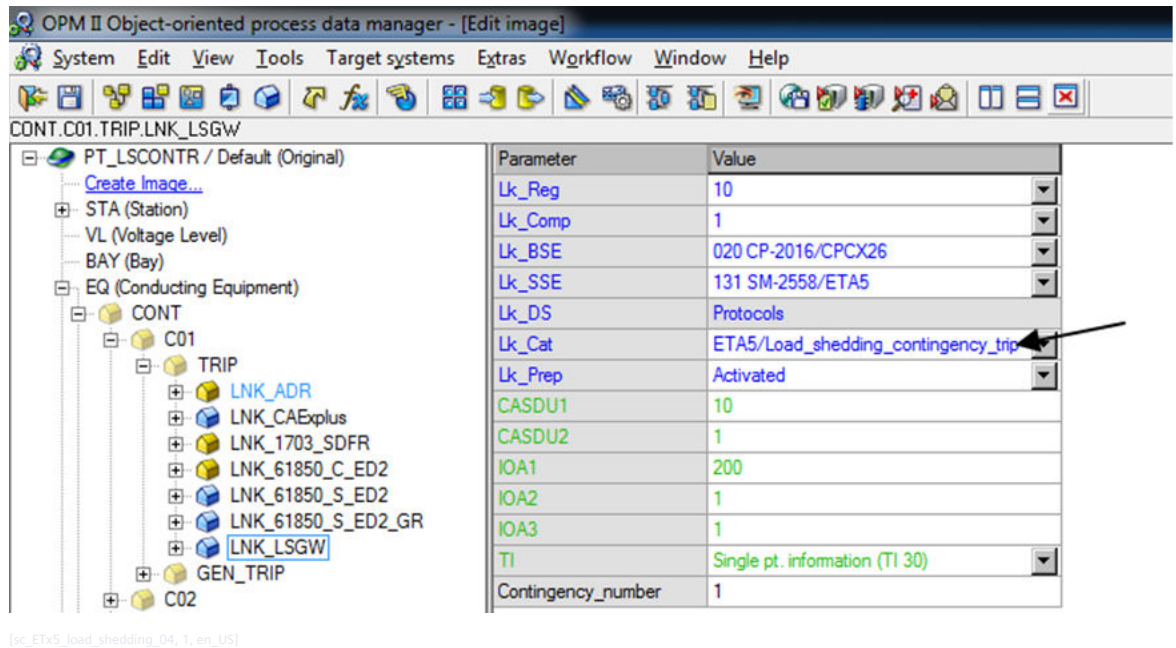 OPM II Object-oriented process data manager - [Edit image]
System Edit View Tools Target systems Extras Workflow Window Help
CONT.C01.TRIP.LNK_LSGW
PT_LSCONTR / Default (Original)
Create Image...
STA (Station)
VL (Voltage Level)
BAY (Bay)
EQ (Conducting Equipment)
CONT
C01
TRIP
LNK_ADR
LNK_CAExplus
LNK_1703_SDFR
LNK_61850_C_ED2
LNK_61850_S_ED2
LNK_61850_S_ED2_GR
LNK_LSGW
GEN_TRIP
C02
Parameter Value
Lk_Reg 10
Lk_Comp 1
Lk_BSE 020 CP-2016/CPCX26
Lk_SSE 131 SM-2558/ETA5
Lk_DS Protocols
Lk_Cat ETA5/Load_shedding_contingency_trip
Lk_Prep Activated
CASDU1 10
CASDU2 1
IOA1 200
IOA2 1
IOA3 1
TI Single pt. information (TI 30)
Contingency_number 1
[sc_ETx5_load_shedding_04, 1, en_US]